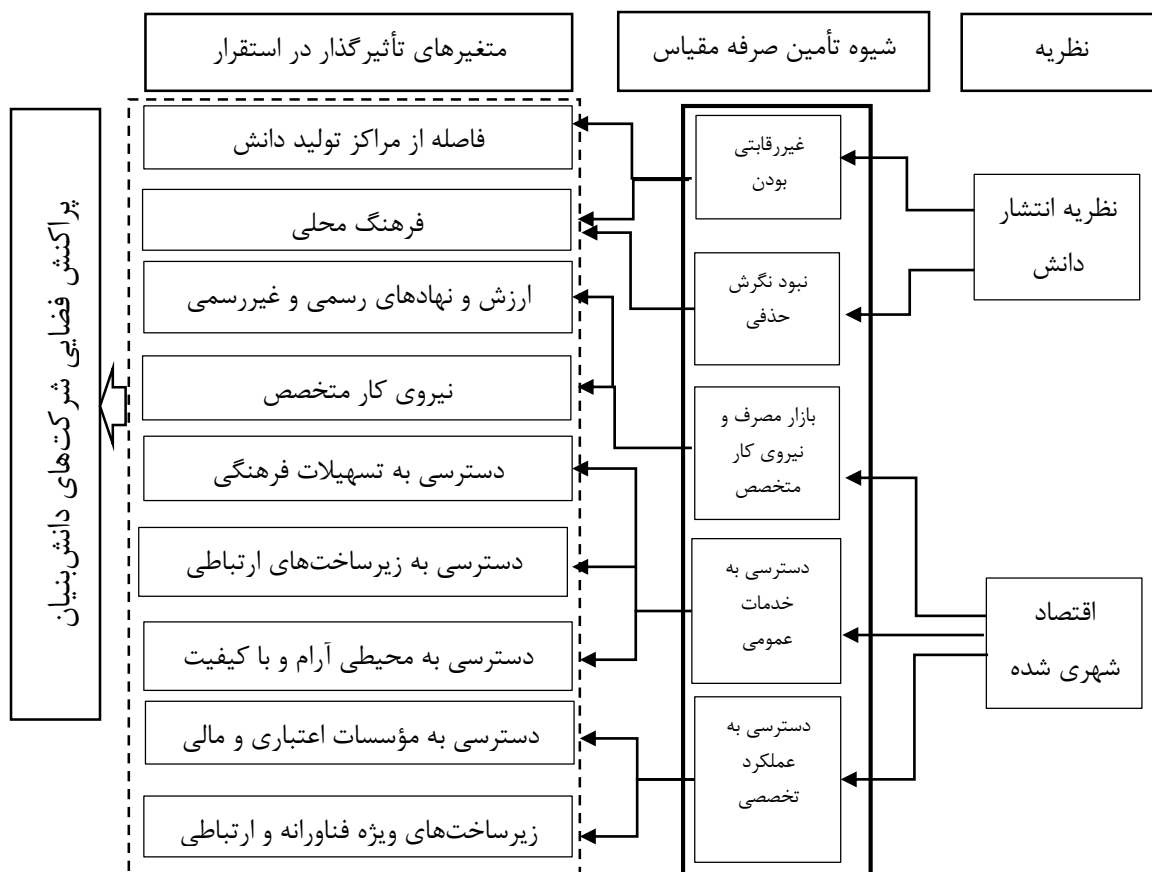 نظریه
شیوه تأمین صرفه مقیاس
متغیرهای تأثیرگذار در استقرار
نظریه انتشار
دانش
اقتصاد
شهری شده
غیررقابتی
بودن
نبود نگرش
حذفی
بازار مصرف و
نیروی کار
متخصص
دسترسی به
خدمات
عمومی
دسترسی به
عملکرد
تخصصی
فاصله از مراکز تولید دانش
فرهنگ محلی
ارزش و نهادهای رسمی و غیررسمی
نیروی کار متخصص
دسترسی به تسهیلات فرهنگی
دسترسی به زیرساخت‌های ارتباطی
دسترسی به محیطی آرام و با کیفیت
دسترسی به مؤسسات اعتباری و مالی
زیرساخت‌های ویژه فناورانه و ارتباطی
پراکنش فضایی شرکت‌های دانش‌بنیان